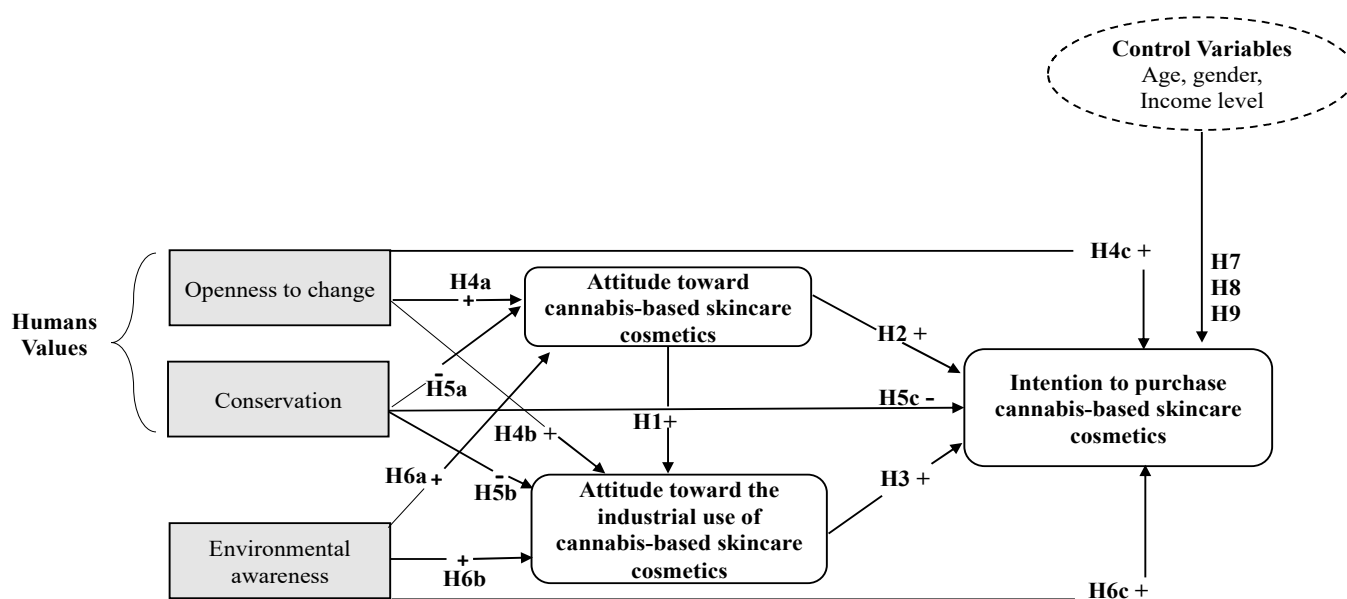 Control Variables
Age, gender,
Income level
H4c +
H7
H8
H9
Humans
Values
Openness to change
H4a
+
Attitude toward
cannabis-based skincare
cosmetics
H2 +
Conservation
-
H5a
H5c -
Intention to purchase
cannabis-based skincare
cosmetics
H4b +
H1+
H6a +
-
H5b
H3 +
Attitude toward the
industrial use of
cannabis-based skincare
cosmetics
Environmental
awareness
+
H6b
H6c +